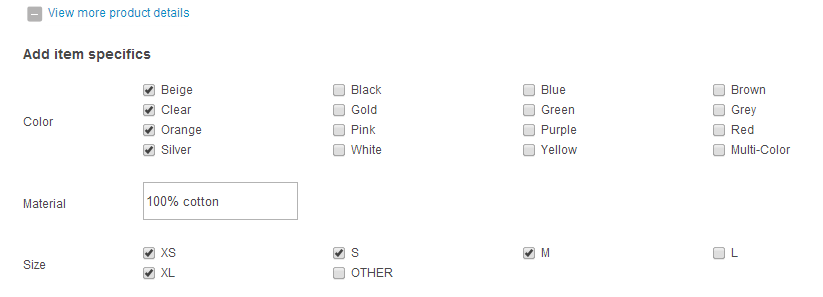 View more product details
Add item specifics
Beige Black Blue Brown
Clear Gold Green Grey
Color
Orange Pink Purple Red
Silver White Yellow Multi-Color
Material 100% cotton
XS S M L
Size
XL OTHER